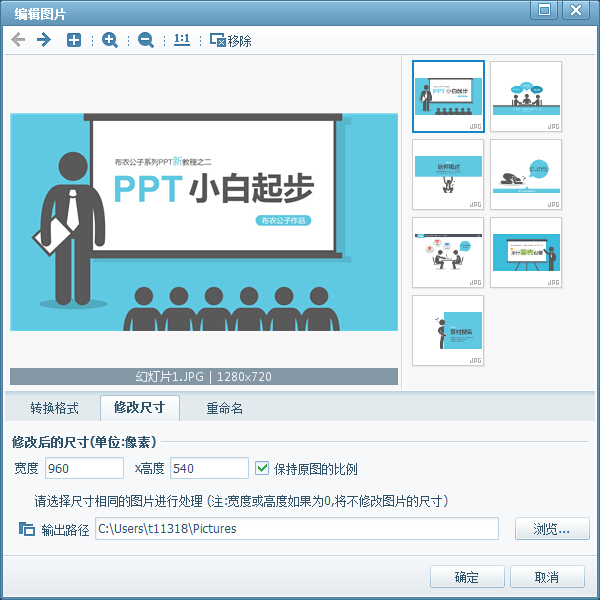 编辑图片
1:1 移除
布衣公子系列PPT新教程之二
PPT 小白起步
布衣公子作品
幻灯片1.JPG | 1280x720
PPT 小白起步
JPG
JPG
JPG
JPG
JPG
JPG
JPG
转换格式 修改尺寸 重命名
修改后的尺寸(单位:像素)
宽度 960 x高度 540 保持原图的比例
请选择尺寸相同的图片进行处理 (注:宽度或高度如果为0,将不修改图片的尺寸)
输出路径 C:\Users\t11318\Pictures 浏览...
确定 取消